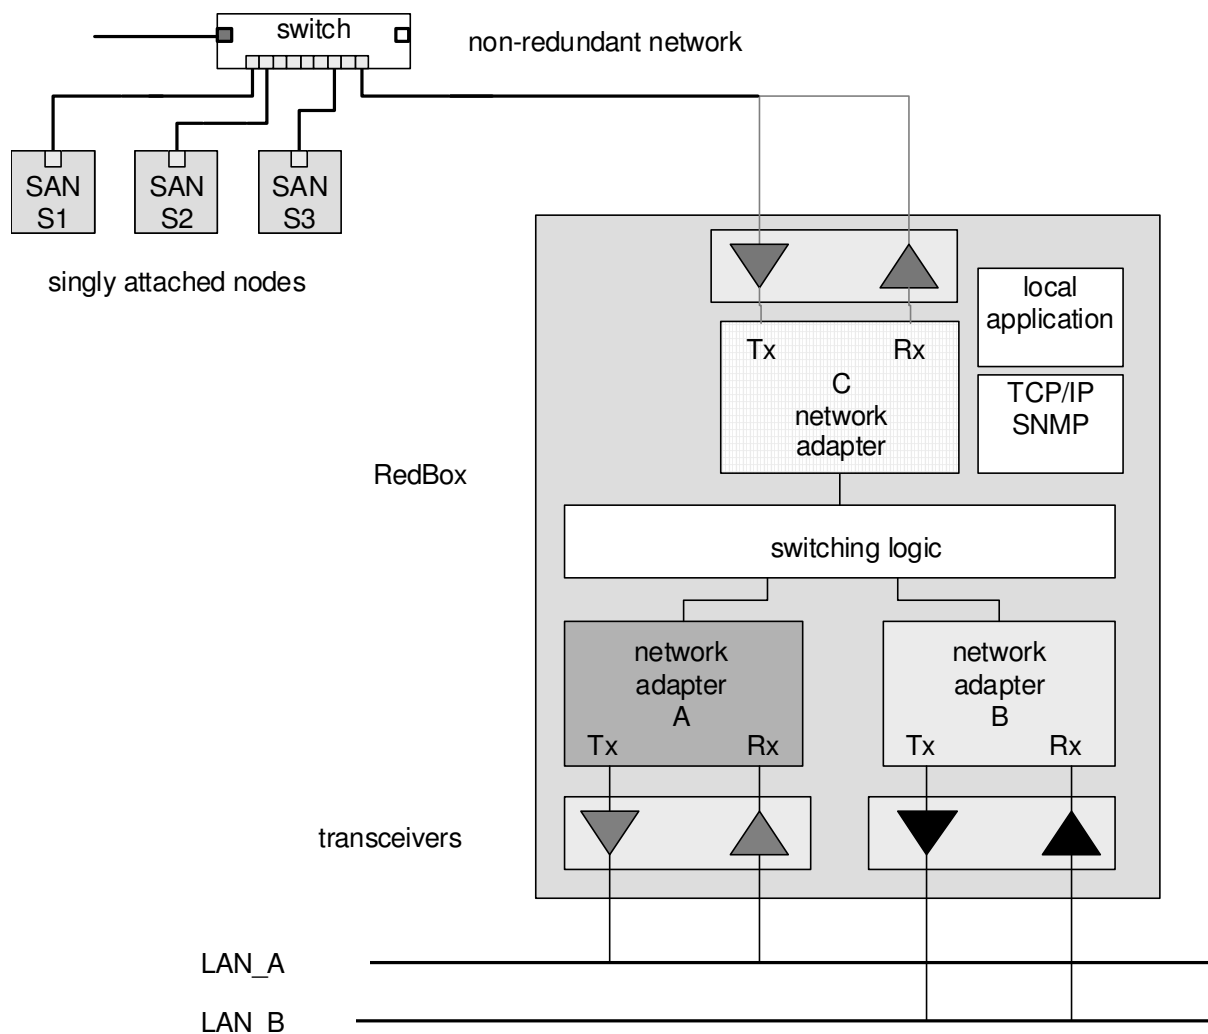 switch
non-redundant network
SAN
S1
SAN
S2
SAN
S3
singly attached nodes
local
application
Tx
Rx
C
network
adapter
TCP/IP
SNMP
RedBox
switching logic
network
adapter
A
Tx
Rx
network
adapter
B
Tx
Rx
transceivers
LAN_A
LAN_B